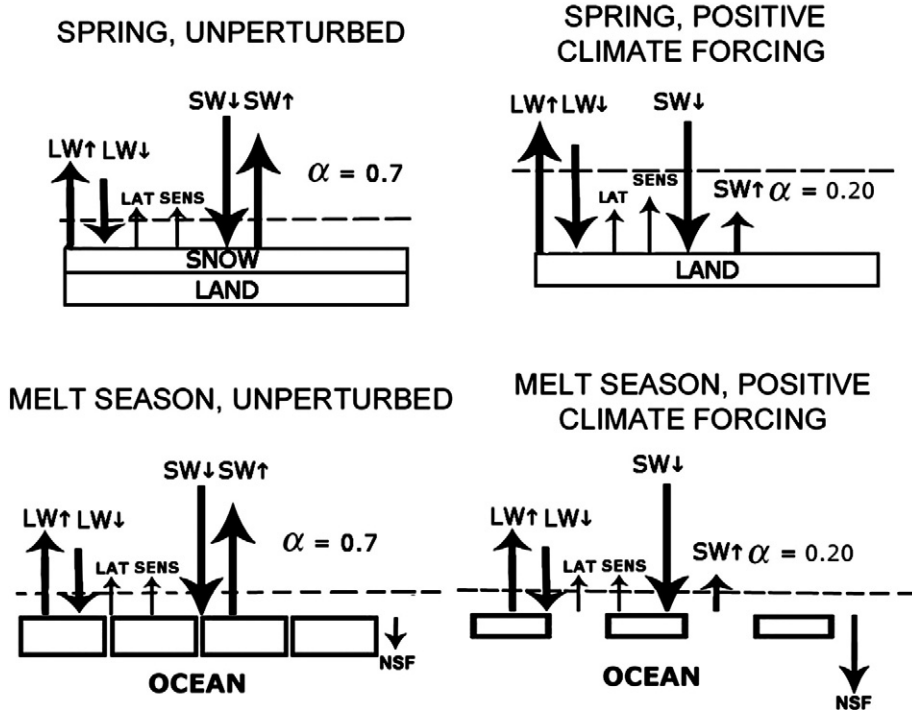 SPRING, UNPERTURBED
SW↓ SW↑
LW↑ LW↓
LAT SENS
α = 0.7
SNOW
LAND
SPRING, POSITIVE
CLIMATE FORCING
LW↑ LW↓
SW↓
LAT
SENS
SW↑ α = 0.20
LAND
MELT SEASON, UNPERTURBED
SW↓ SW↑
LW↑ LW↓
LAT SENS
α = 0.7
NSF
OCEAN
MELT SEASON, POSITIVE
CLIMATE FORCING
SW↓
LW↑ LW↓
LAT SENS
SW↑ α = 0.20
OCEAN
NSF